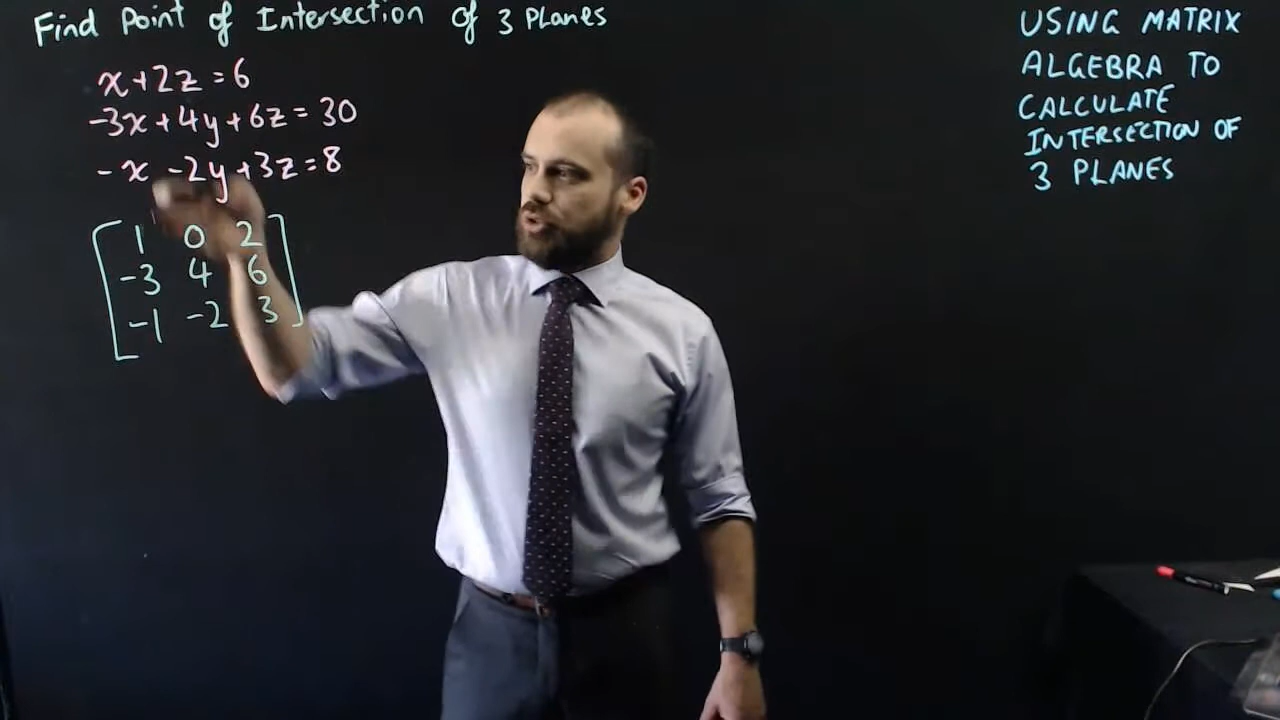 Find Point of Intersection of 3 Planes
x+2z=6
-3x+4y+6z=30
-x-2y+3z=8
1 0 2
-3 4 6
-1 -2 3
USING MATRIX
ALGEBRA TO
CALCULATE
INTERSECTION OF
3 PLANES